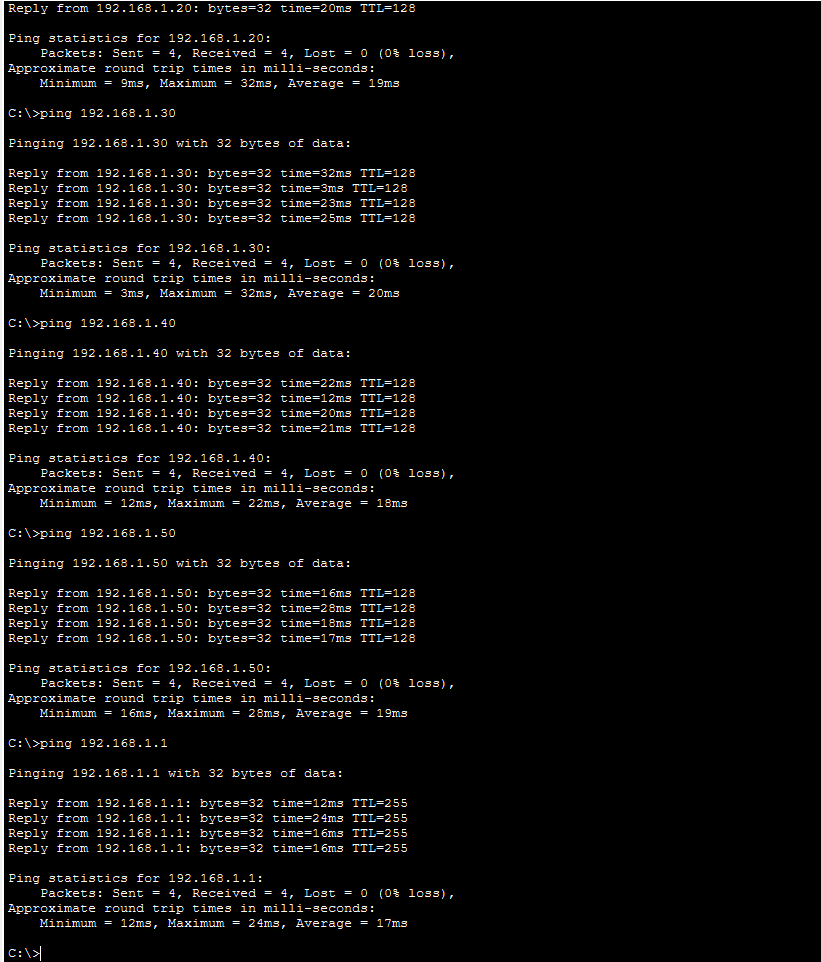 Reply from 192.168.1.20: bytes=32 time=20ms TTL=128
Ping statistics for 192.168.1.20:
Packets: Sent = 4, Received = 4, Lost = 0 (0% loss),
Approximate round trip times in milli-seconds:
Minimum = 9ms, Maximum = 32ms, Average = 19ms
C:\>ping 192.168.1.30
Pinging 192.168.1.30 with 32 bytes of data:
Reply from 192.168.1.30: bytes=32 time=32ms TTL=128
Reply from 192.168.1.30: bytes=32 time=3ms TTL=128
Reply from 192.168.1.30: bytes=32 time=23ms TTL=128
Reply from 192.168.1.30: bytes=32 time=25ms TTL=128
Ping statistics for 192.168.1.30:
Packets: Sent = 4, Received = 4, Lost = 0 (0% loss),
Approximate round trip times in milli-seconds:
Minimum = 3ms, Maximum = 32ms, Average = 20ms
C:\>ping 192.168.1.40
Pinging 192.168.1.40 with 32 bytes of data:
Reply from 192.168.1.40: bytes=32 time=22ms TTL=128
Reply from 192.168.1.40: bytes=32 time=12ms TTL=128
Reply from 192.168.1.40: bytes=32 time=20ms TTL=128
Reply from 192.168.1.40: bytes=32 time=21ms TTL=128
Ping statistics for 192.168.1.40:
Packets: Sent = 4, Received = 4, Lost = 0 (0% loss),
Approximate round trip times in milli-seconds:
Minimum = 12ms, Maximum = 22ms, Average = 18ms
C:\>ping 192.168.1.50
Pinging 192.168.1.50 with 32 bytes of data:
Reply from 192.168.1.50: bytes=32 time=16ms TTL=128
Reply from 192.168.1.50: bytes=32 time=28ms TTL=128
Reply from 192.168.1.50: bytes=32 time=18ms TTL=128
Reply from 192.168.1.50: bytes=32 time=17ms TTL=128
Ping statistics for 192.168.1.50:
Packets: Sent = 4, Received = 4, Lost = 0 (0% loss),
Approximate round trip times in milli-seconds:
Minimum = 16ms, Maximum = 28ms, Average = 19ms
C:\>ping 192.168.1.1
Pinging 192.168.1.1 with 32 bytes of data:
Reply from 192.168.1.1: bytes=32 time=12ms TTL=255
Reply from 192.168.1.1: bytes=32 time=24ms TTL=255
Reply from 192.168.1.1: bytes=32 time=16ms TTL=255
Reply from 192.168.1.1: bytes=32 time=16ms TTL=255
Ping statistics for 192.168.1.1:
Packets: Sent = 4, Received = 4, Lost = 0 (0% loss),
Approximate round trip times in milli-seconds:
Minimum = 12ms, Maximum = 24ms, Average = 17ms
C:\>